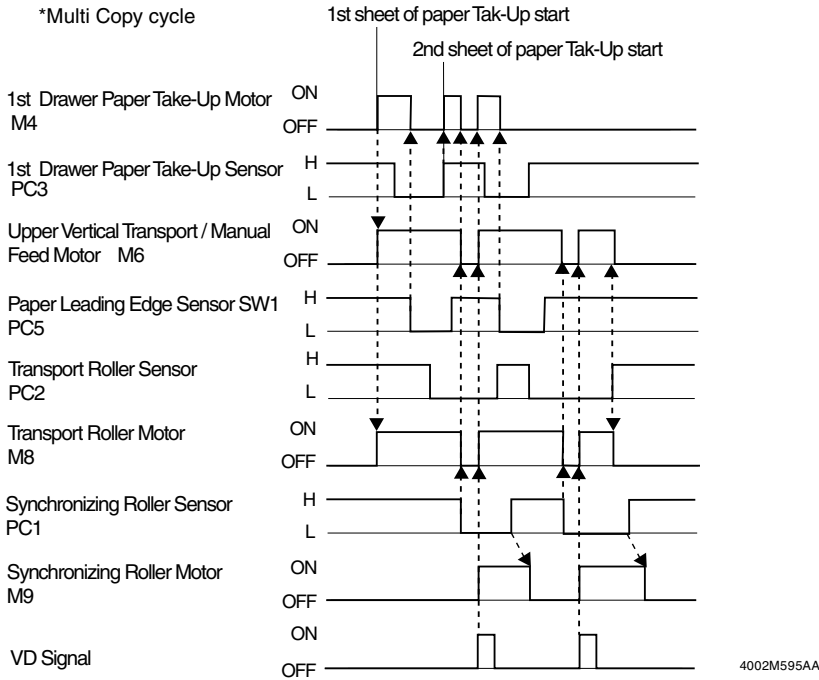 *Multi Copy cycle
1st sheet of paper Tak-Up start
2nd sheet of paper Tak-Up start
1st Drawer Paper Take-Up Motor
M4
ON
OFF
1st Drawer Paper Take-Up Sensor
PC3
H
L
Upper Vertical Transport / Manual
Feed Motor M6
ON
OFF
Paper Leading Edge Sensor SW1
PC5
H
L
Transport Roller Sensor
PC2
H
L
Transport Roller Motor
M8
ON
OFF
Synchronizing Roller Sensor
PC1
H
L
Synchronizing Roller Motor
M9
ON
OFF
VD Signal
ON
OFF
4002M595AA